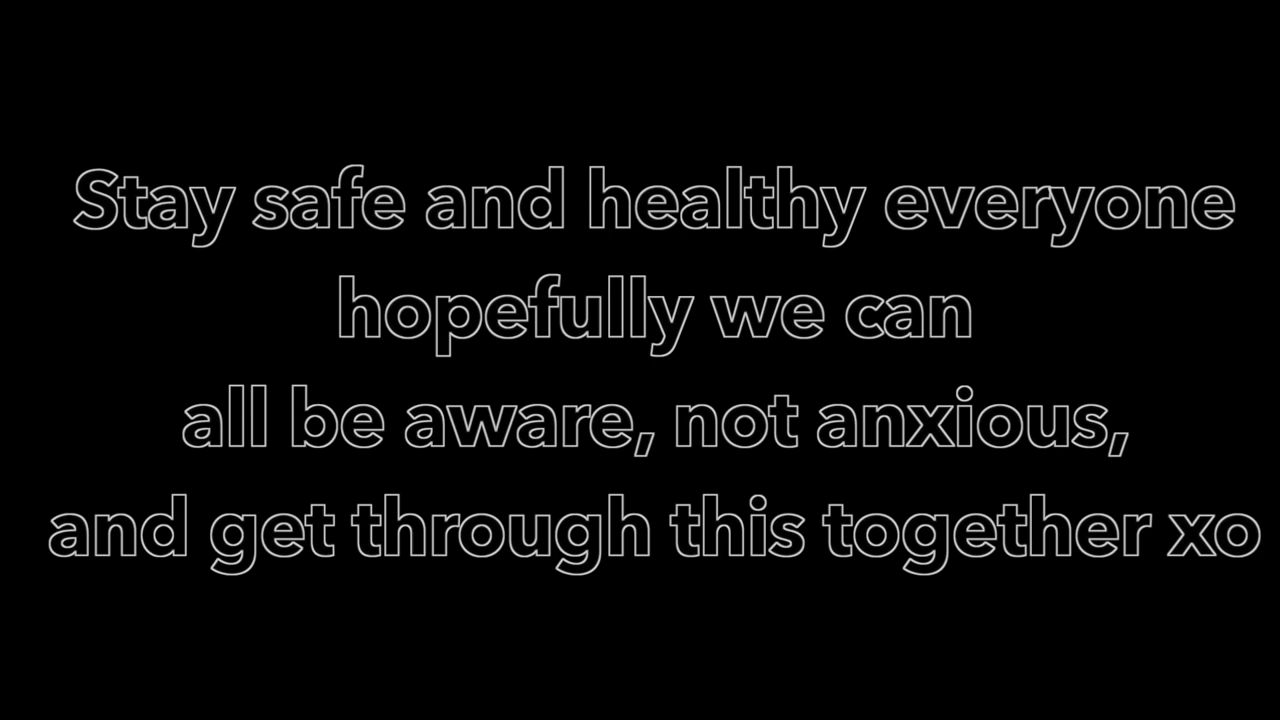 Stay safe and healthy everyone
hopefully we can
all be aware, not anxious,
and get through this together xo